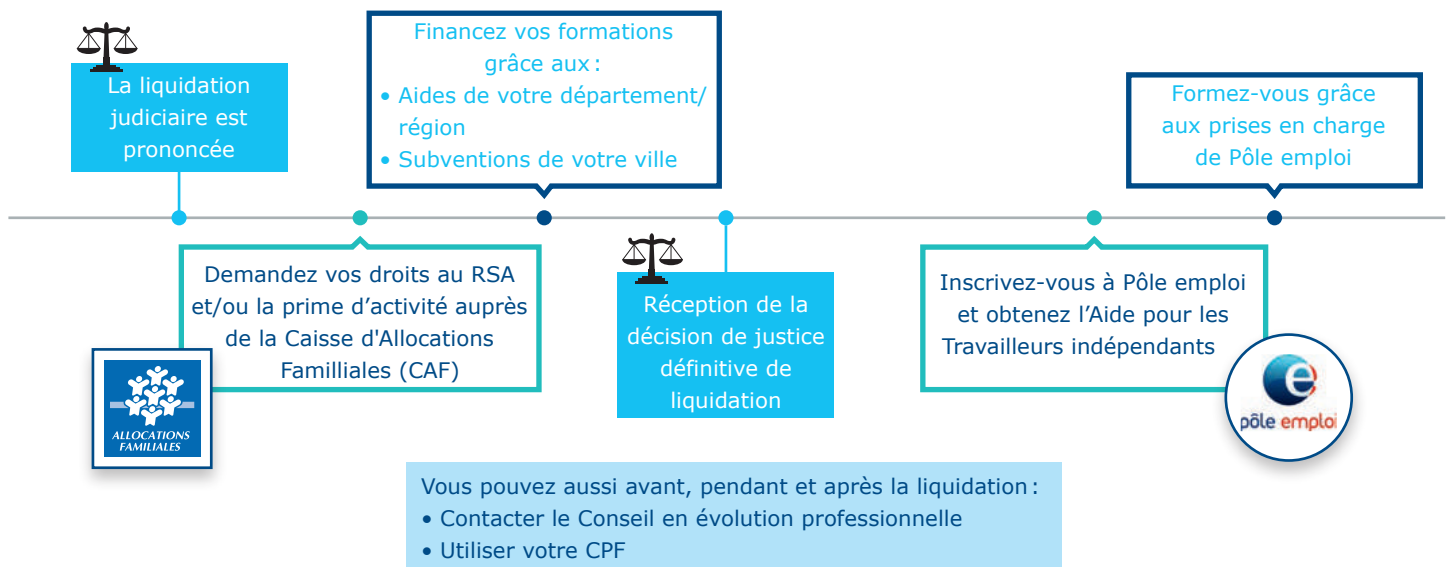 La liquidation
judiciaire est
prononcée
Demandez vos droits au RSA
et/ou la prime d’activité auprès
de la Caisse d'Allocations
Familliales (CAF)
ALLOCATIONS
FAMILIALES
Financez vos formations
grâce aux :
• Aides de votre département/
région
• Subventions de votre ville
Réception de la
décision de justice
définitive de
liquidation
Inscrivez-vous à Pôle emploi
et obtenez l’Aide pour les
Travailleurs indépendants
pôle emploi
Formez-vous grâce
aux prises en charge
de Pôle emploi
Vous pouvez aussi avant, pendant et après la liquidation :
• Contacter le Conseil en évolution professionnelle
• Utiliser votre CPF